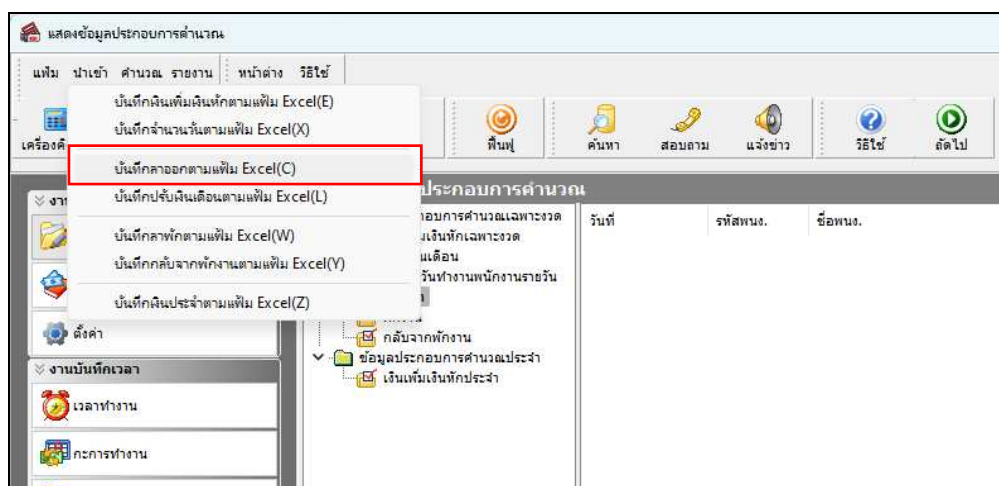 แสดงข้อมูลประกอบการคำนวณ
แฟ้ม นำเข้า คำนวณ รายงาน หน้าต่าง วิธีใช้
บันทึกเงินเพิ่มเงินหักตามแฟ้ม Excel(E)
บันทึกจำนวนวันตามแฟ้ม Excel(X)
บันทึกลาออกตามแฟ้ม Excel(C)
บันทึกปรับเงินเดือนตามแฟ้ม Excel(L)
บันทึกลาพักตามแฟ้ม Excel(W)
บันทึกกลับจากพักงานตามแฟ้ม Excel(Y)
บันทึกเงินประจำตามแฟ้ม Excel(Z)
ฟื้นฟู ค้นหา สอบถาม แจ้งข่าว วิธีใช้ ถัดไป
ประกอบการคำนวณ
อบการคำนวณเฉพาะงวด
มเงินหักเฉพาะงวด
นเดือน
วันทำงานพนักงานรายวัน
กลับจากพักงาน
ข้อมูลประกอบการคำนวณประจำ
เงินเพิ่มเงินหักประจำ
วันที่ รหัสพนง. ชื่อพนง.
ตั้งค่า
งานบันทึกเวลา
เวลาทำงาน
กะการทำงาน